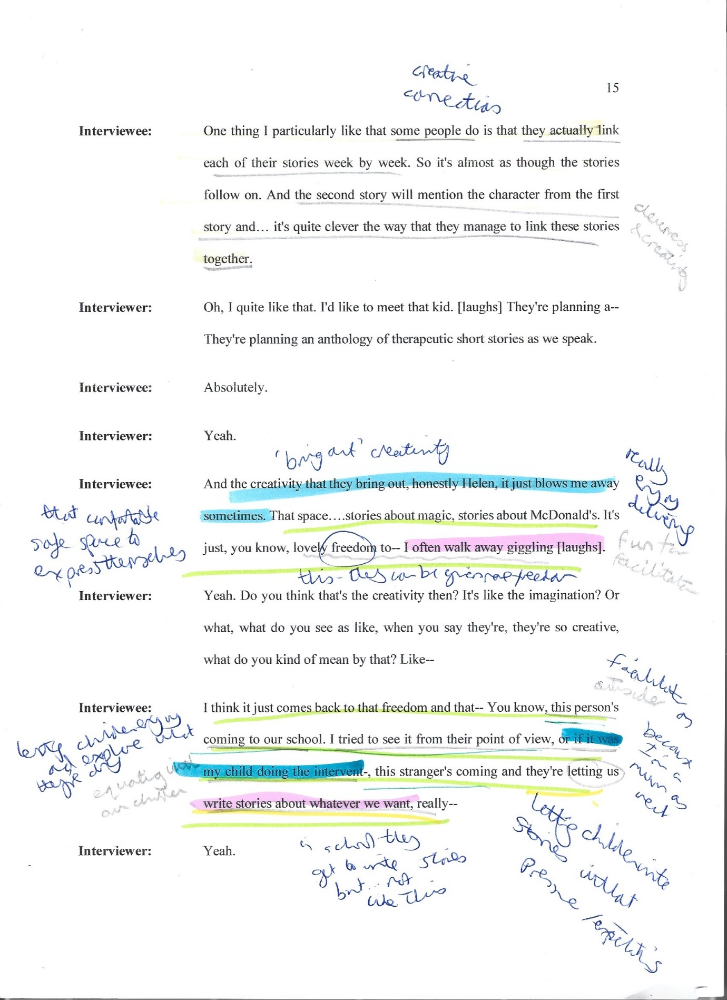 creative
connections
15
Interviewee: One thing I particularly like that some people do is that they actually link
each of their stories week by week. So it's almost as though the stories
follow on. And the second story will mention the character from the first
story and… it's quite clever the way that they manage to link these stories
together.
cleverness
& creativity
Interviewer: Oh, I quite like that. I'd like to meet that kid. [laughs] They're planning a--
They're planning an anthology of therapeutic short stories as we speak.
Interviewee: Absolutely.
Interviewer: Yeah.
'bring out' creativity
Interviewee: And the creativity that they bring out, honestly Helen, it just blows me away
sometimes. That space….stories about magic, stories about McDonald's. It's
just, you know, lovely freedom to-- I often walk away giggling [laughs].
really
enjoy
delivering
fun for
facilitator
that comfortable
safe space to
express themselves
this - they can be given more freedom
Interviewer: Yeah. Do you think that's the creativity then? It's like the imagination? Or
what, what do you see as like, when you say they're, they're so creative,
what do you kind of mean by that? Like--
facilitator
outside
Interviewee: I think it just comes back to that freedom and that-- You know, this person's
coming to our school. I tried to see it from their point of view, or if it was
my child doing the intervent-, this stranger's coming and they're letting us
write stories about whatever we want, really--
because
I'm a
mum as
well
letting children enjoy
and explore what
equating with
our children
Interviewer: Yeah.
in school they
get to write stories
but... not
like this
letting children write
stories without
pressure / expectations